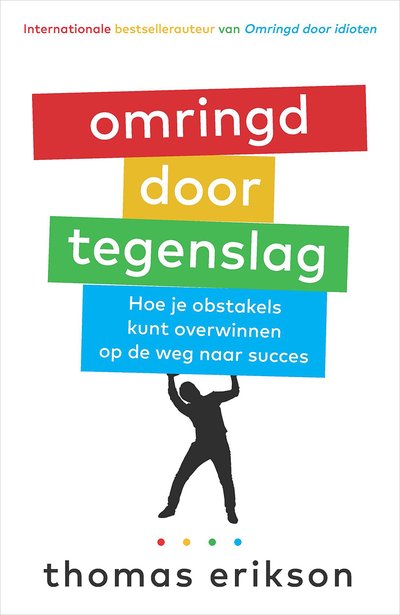 Internationale bestsellerauteur van Omringd door idioten
omringd
door
tegenslag
Hoe je obstakels
kunt overwinnen
op de weg naar succes
thomas erikson